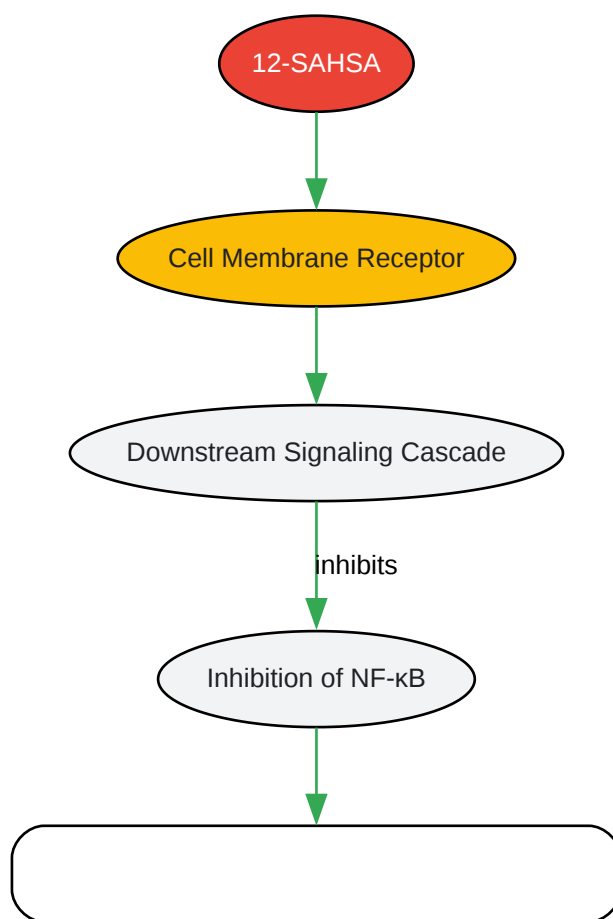 12-SAHSA
Cell Membrane Receptor
Downstream Signaling Cascade
inhibits
Inhibition of NF-κB